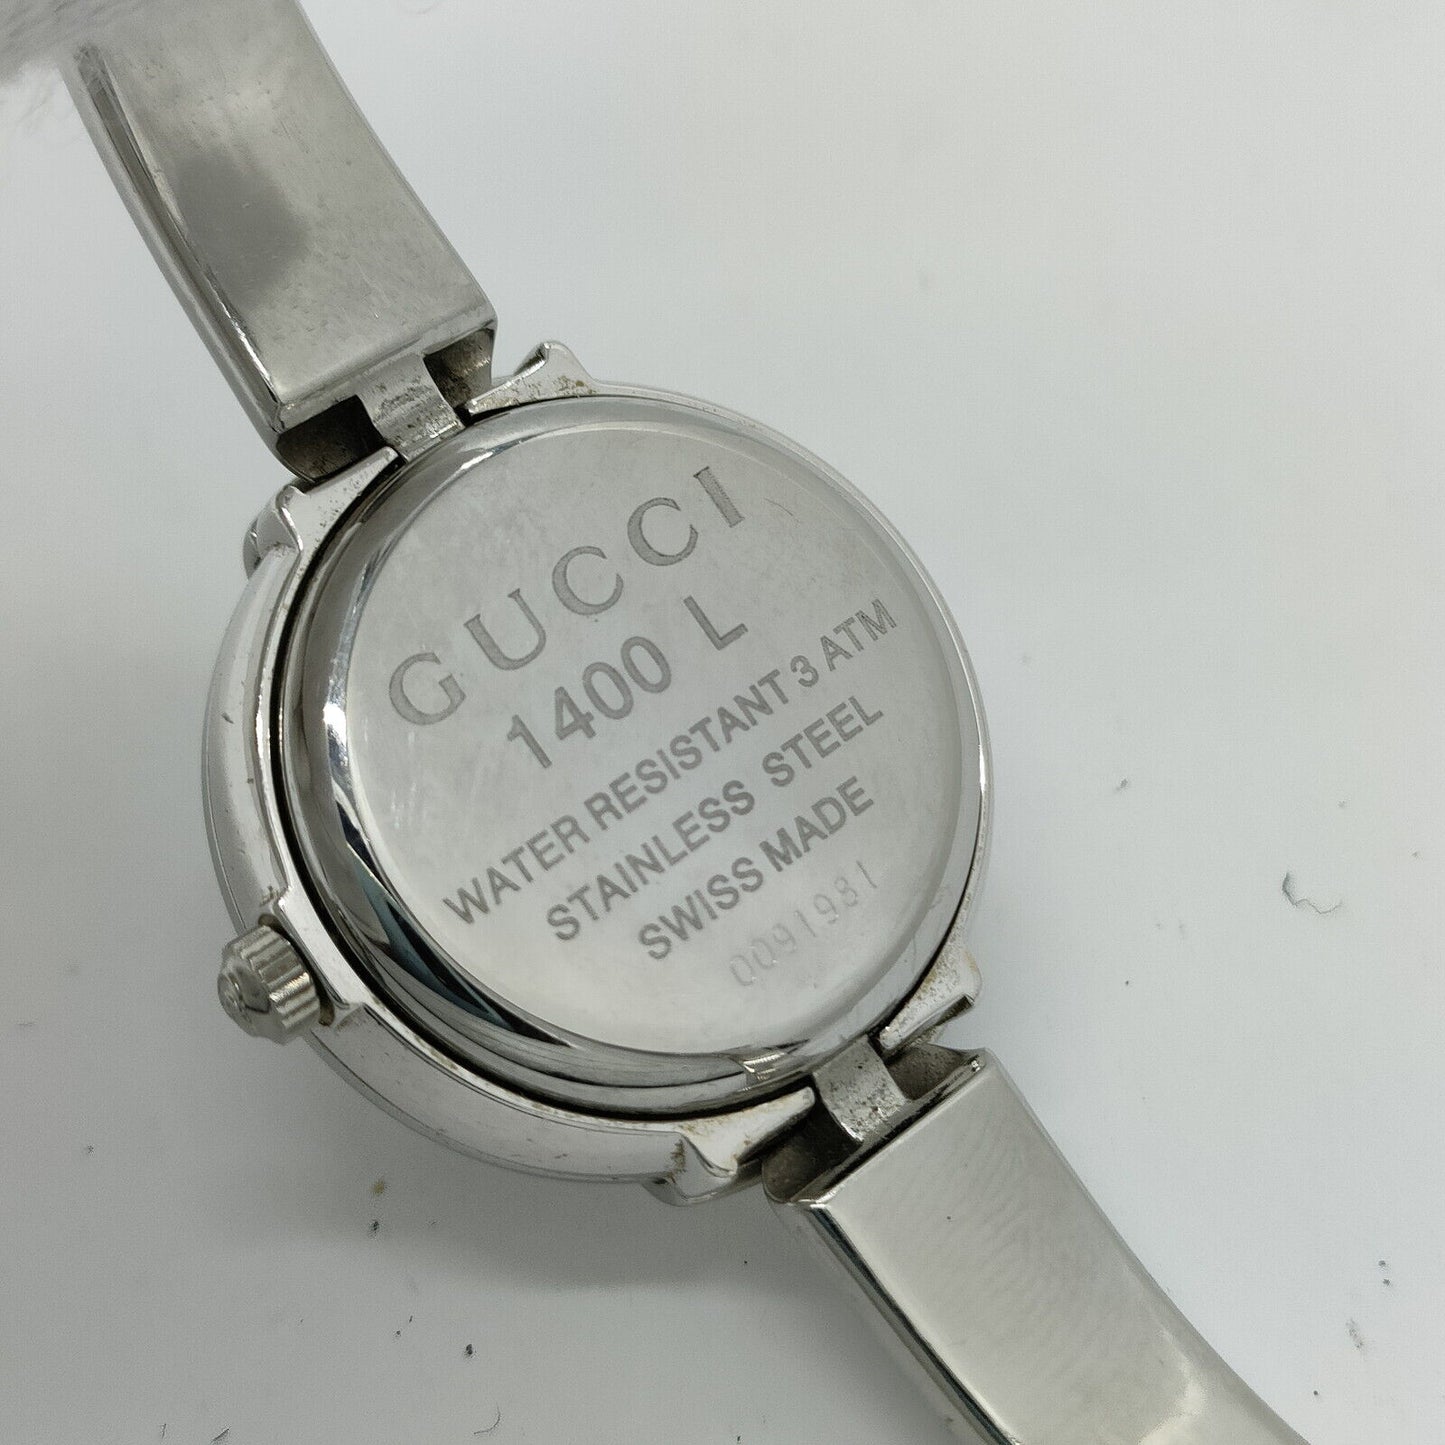 GUCCI
1400 L
WATER RESISTANT 3 ATM
STAINLESS STEEL
SWISS MADE
0091981